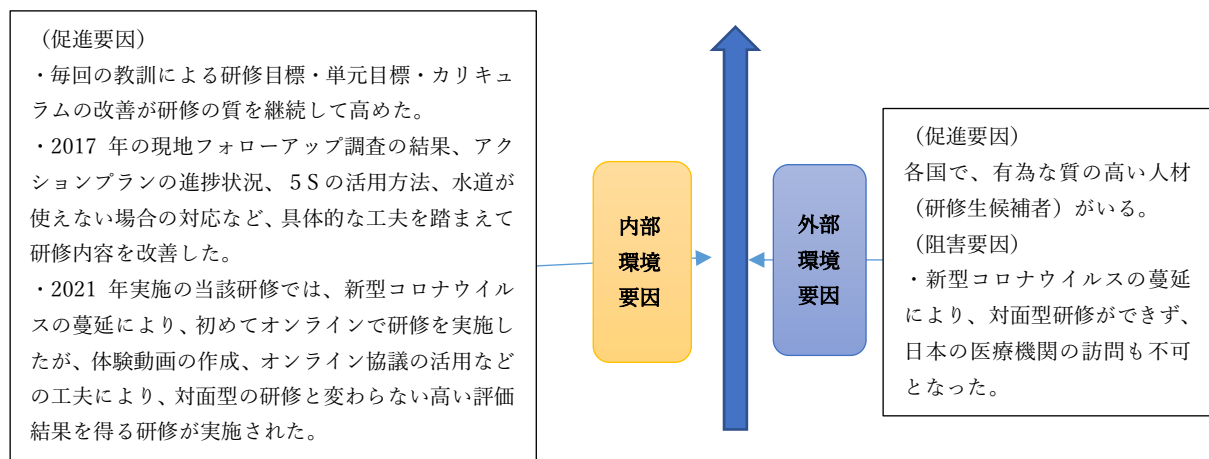 （促進要因）
・毎回の教訓による研修目標・単元目標・カリキュ
ラムの改善が研修の質を継続して高めた。
・2017 年の現地フォローアップ調査の結果、アク
ションプランの進捗状況、５Ｓの活用方法、水道が
使えない場合の対応など、具体的な工夫を踏まえて
研修内容を改善した。
・2021 年実施の当該研修では、新型コロナウイル
スの蔓延により、初めてオンラインで研修を実施し
たが、体験動画の作成、オンライン協議の活用など
の工夫により、対面型の研修と変わらない高い評価
結果を得る研修が実施された。
内部
環境
要因
外部
環境
要因
（促進要因）
各国で、有為な質の高い人材
（研修生候補者）がいる。
（阻害要因）
・新型コロナウイルスの蔓延
により、対面型研修ができず、
日本の医療機関の訪問も不可
となった。